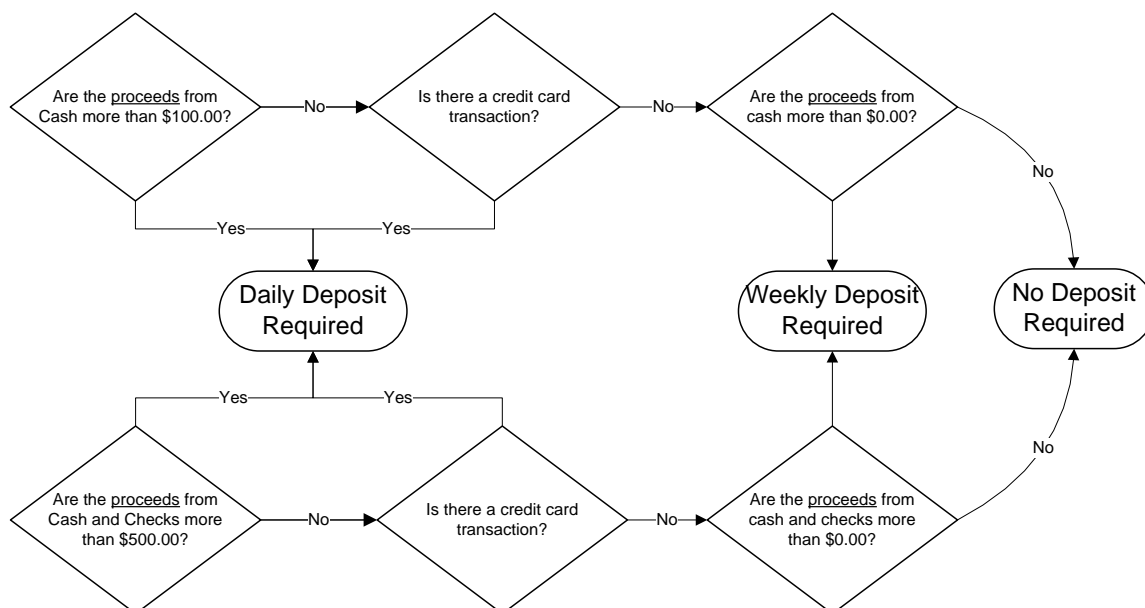 Are the proceeds from
Cash more than $100.00?
No
Is there a credit card
transaction?
No
Are the proceeds from
cash more than $0.00?
No
Yes
Yes
Daily Deposit
Required
Weekly Deposit
Required
No Deposit
Required
Yes
Yes
No
Are the proceeds from
Cash and Checks more
than $500.00?
No
Is there a credit card
transaction?
No
Are the proceeds from
cash and checks more
than $0.00?